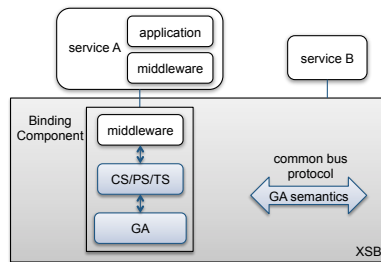 service A
application
middleware
service B
Binding
Component
middleware
CS/PS/TS
GA
common bus
protocol
GA semantics
XSB